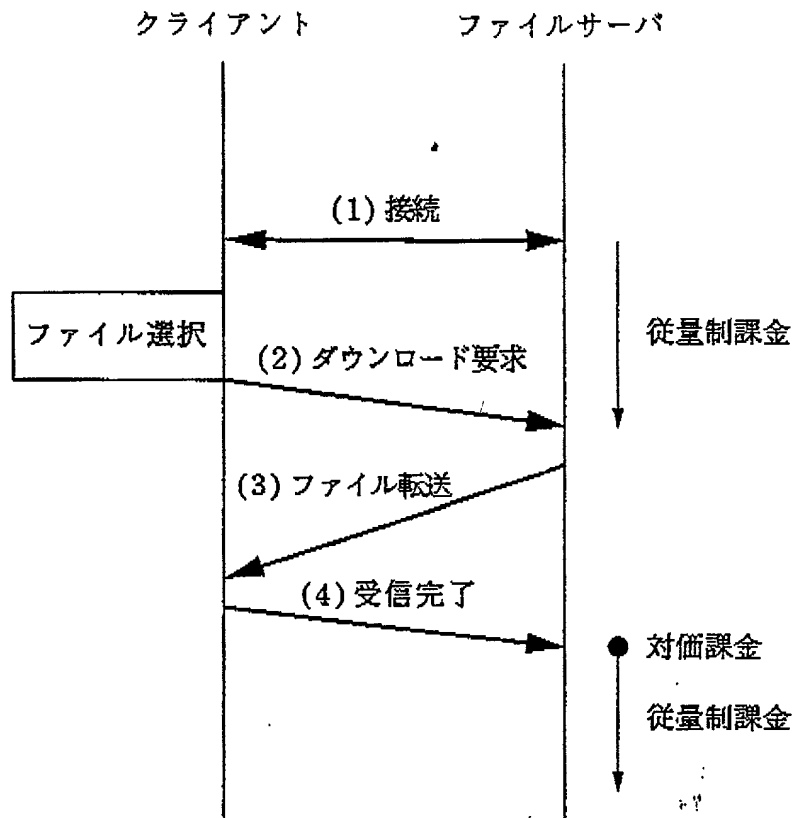 クライアント
ファイルサーバ
(1) 接続
ファイル選択
従量制課金
(2) ダウンロード要求
(3) ファイル転送
(4) 受信完了
対価課金
従量制課金